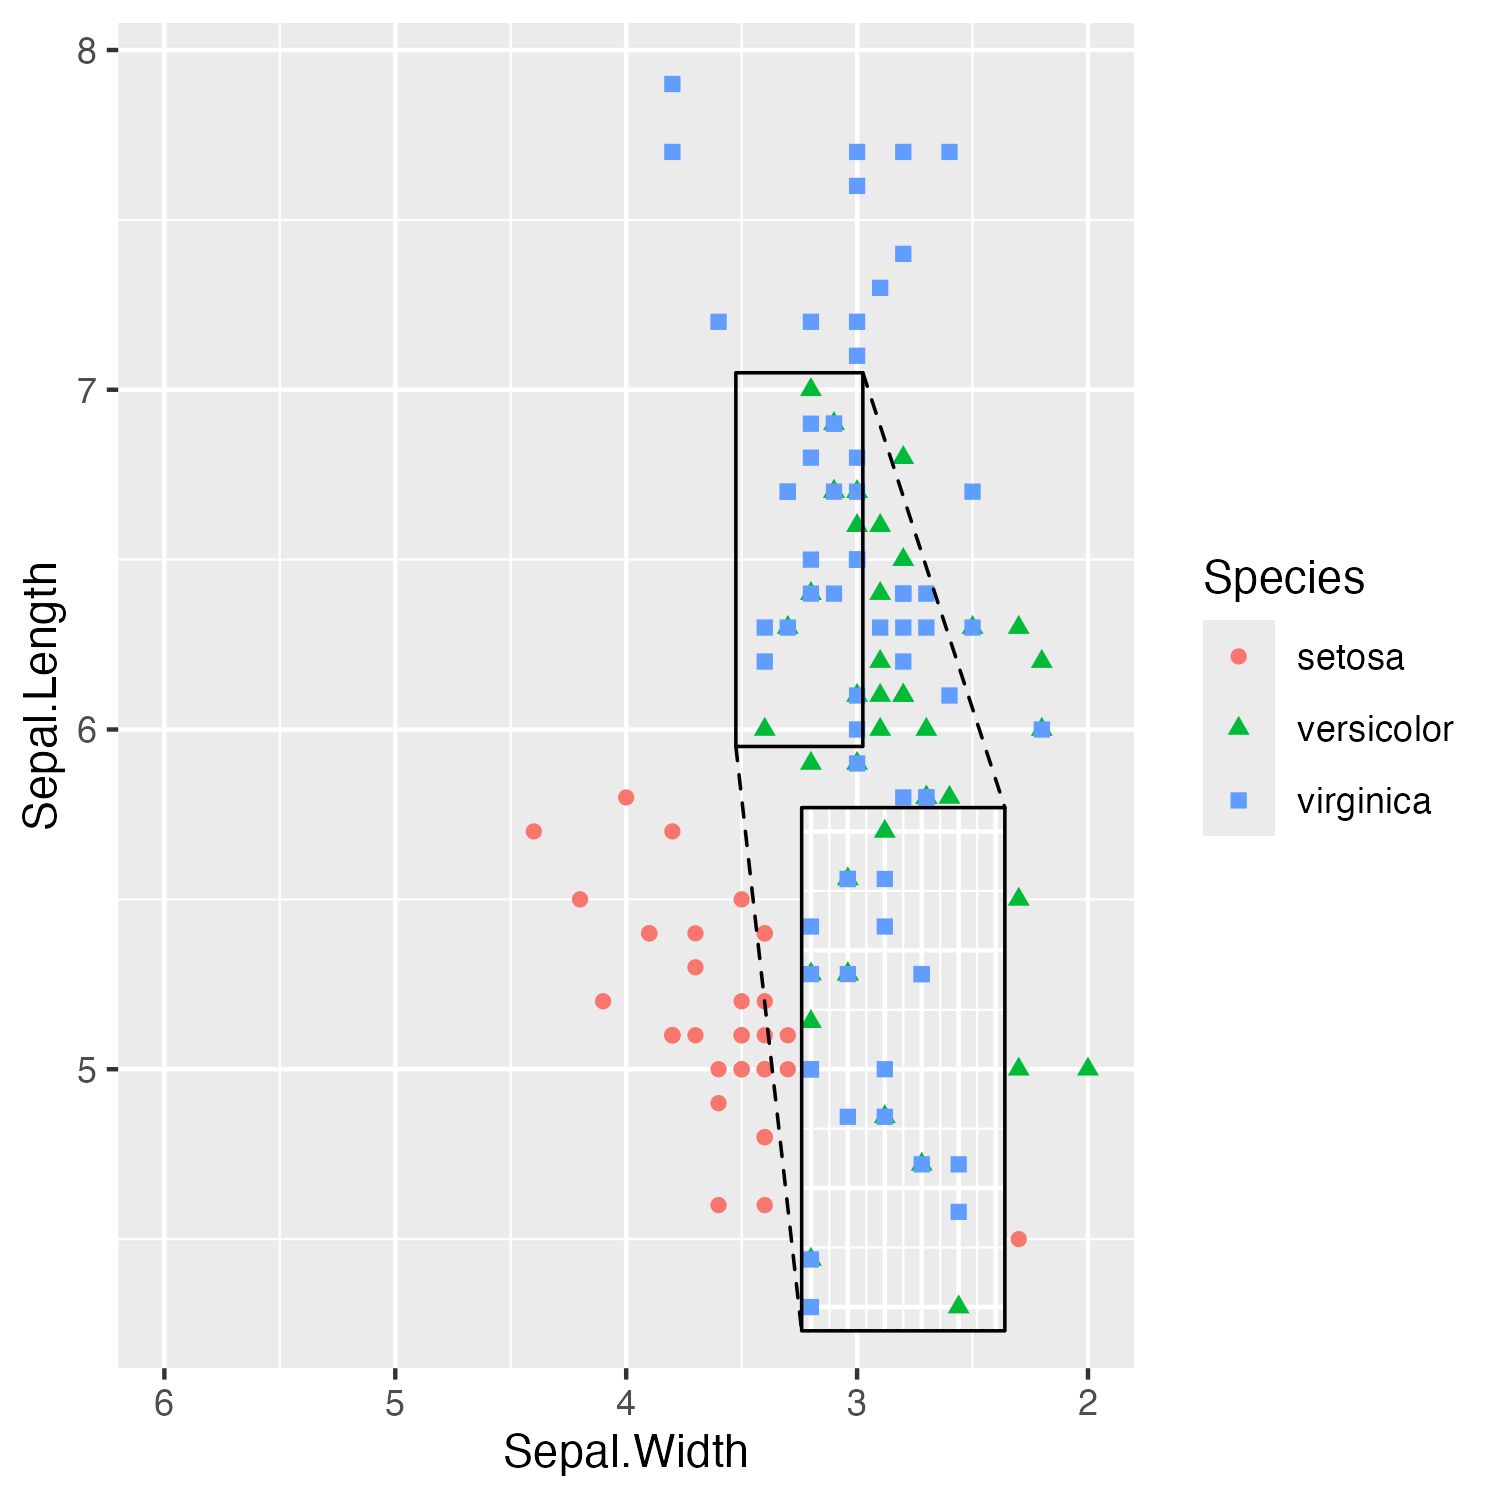 8
7
6
5
Sepal.Length
6 5 4 3 2
Sepal.Width
Species
setosa
versicolor
virginica